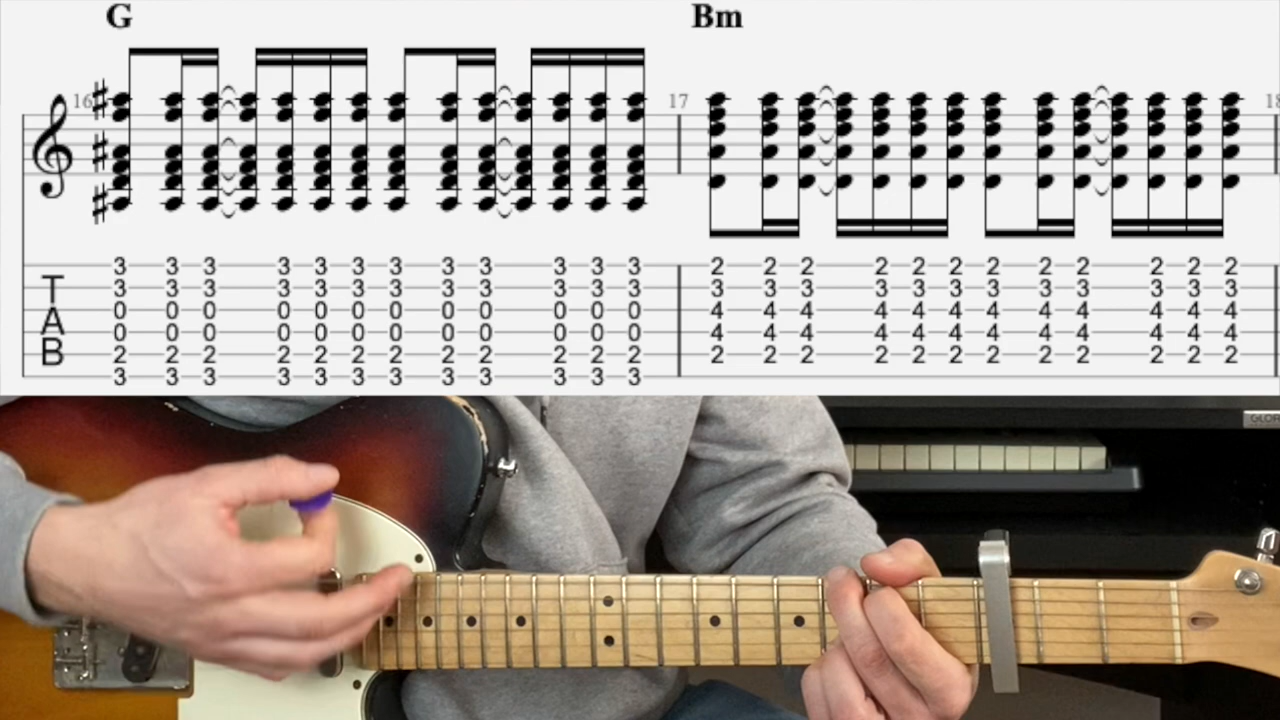 G Bm
16 17 18
3 3 3 3 3 3 3 3 3 3 3 3 2 2 2 2 2 2 2 2 2 2 2 2
T 3 3 3 3 3 3 3 3 3 3 3 3 3 3 3 3 3 3 3 3 3 3 3 3
A 0 0 0 0 0 0 0 0 0 0 0 0 4 4 4 4 4 4 4 4 4 4 4 4
0 0 0 0 0 0 0 0 0 0 0 0 4 4 4 4 4 4 4 4 4 4 4 4
B 2 2 2 2 2 2 2 2 2 2 2 2 2 2 2 2 2 2 2 2 2 2 2 2
3 3 3 3 3 3 3 3 3 3 3 3
GLOR